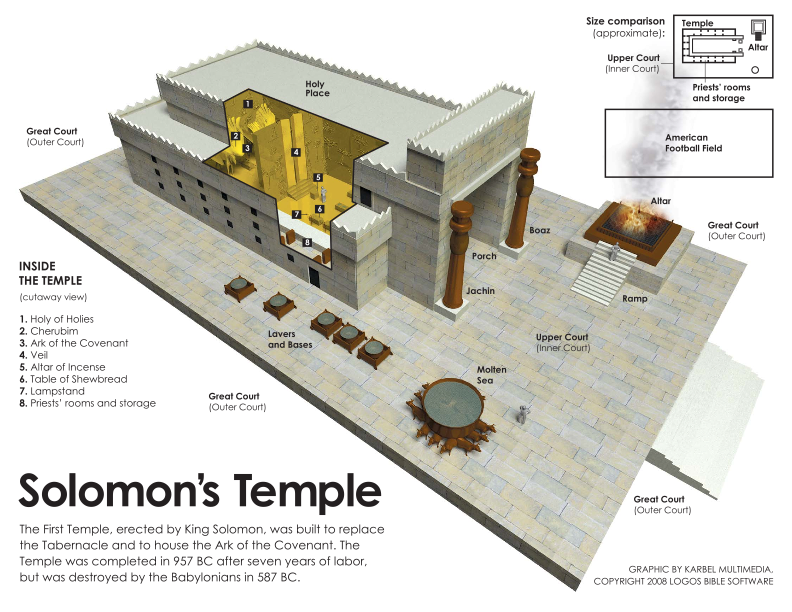 Size comparison
(approximate):
Temple
Altar
Upper Court
(Inner Court)
Priests' rooms
and storage
American
Football Field
Holy
Place
Great Court
(Outer Court)
1
2
3
4
5
6
7
8
Altar
Great Court
(Outer Court)
Boaz
Porch
Jachin
Ramp
INSIDE
THE TEMPLE
(cutaway view)
1. Holy of Holies
2. Cherubim
3. Ark of the Covenant
4. Veil
5. Altar of Incense
6. Table of Shewbread
7. Lampstand
8. Priests' rooms and storage
Lavers
and Bases
Upper Court
(Inner Court)
Molten
Sea
Great Court
(Outer Court)
Great Court
(Outer Court)
Solomon's Temple
The First Temple, erected by King Solomon, was built to replace
the Tabernacle and to house the Ark of the Covenant. The
Temple was completed in 957 BC after seven years of labor,
but was destroyed by the Babylonians in 587 BC.
GRAPHIC BY KARBEL MULTIMEDIA.
COPYRIGHT 2008 LOGOS BIBLE SOFTWARE